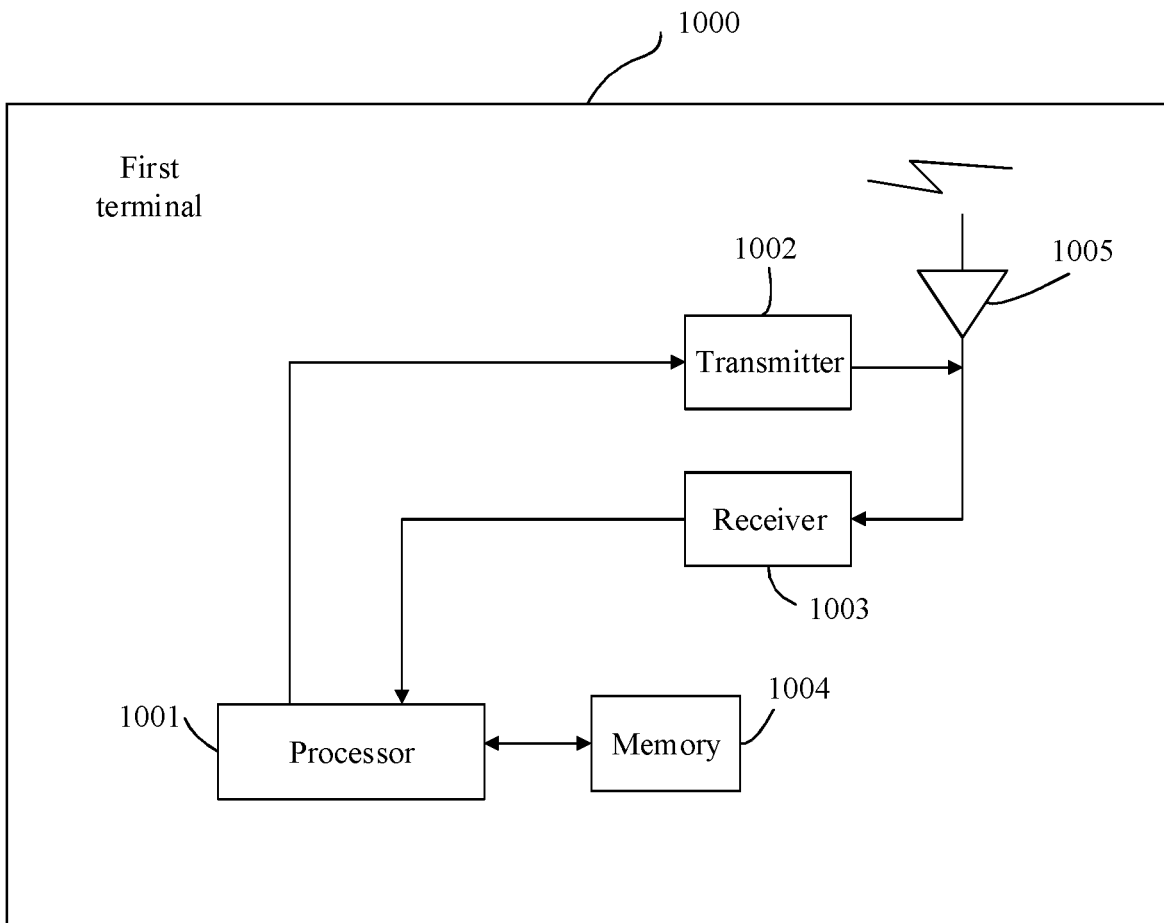 1000
First
terminal
1002
1005
Transmitter
Receiver
1003
1001
1004
Processor
Memory